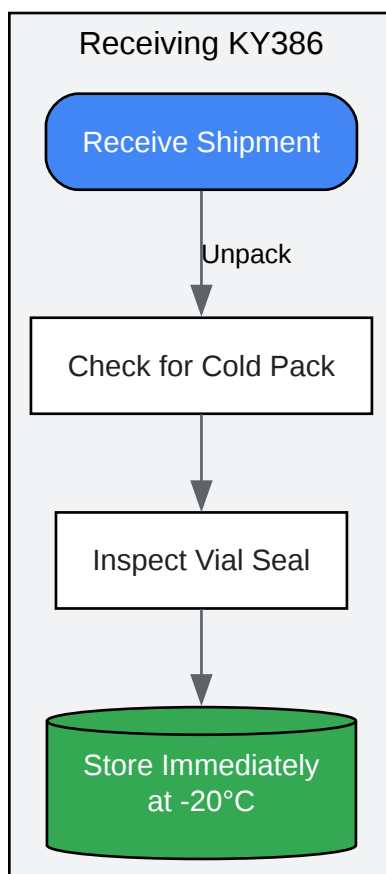 Receiving KY386
Receive Shipment
Unpack
Check for Cold Pack
Inspect Vial Seal
Store Immediately
at -20°C